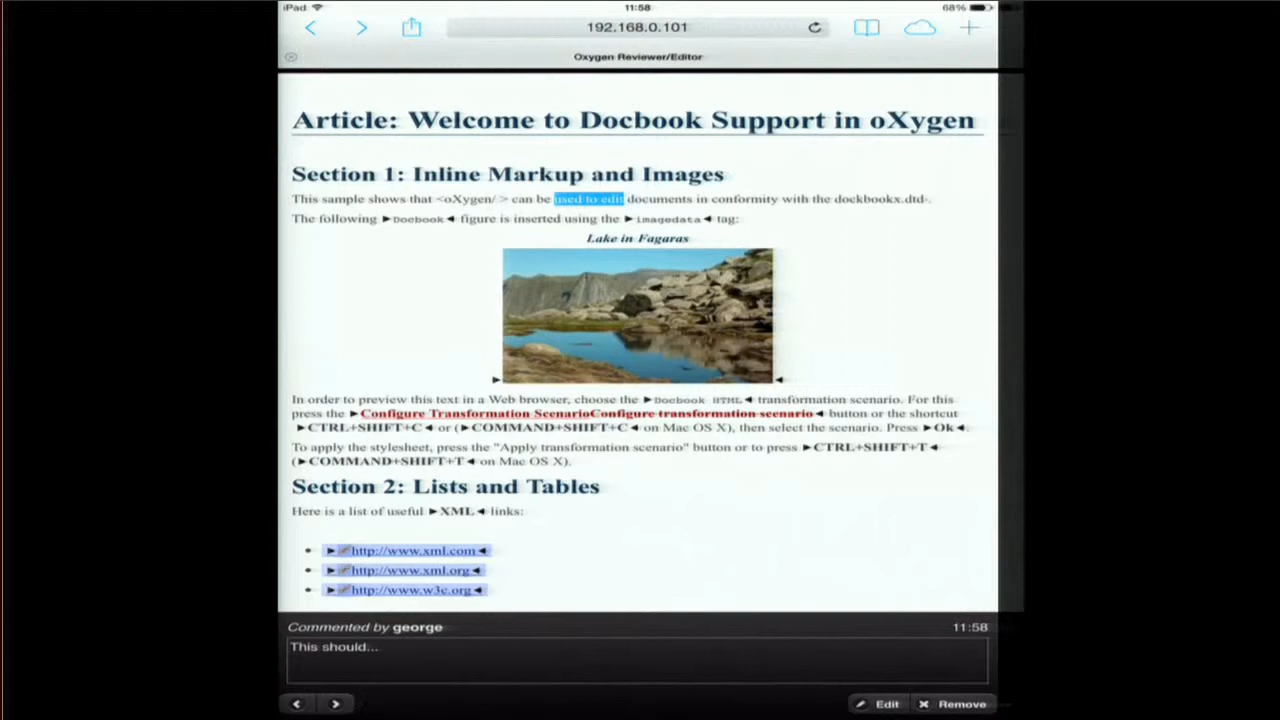 iPad 11:58 68%
192.168.0.101
Oxygen Reviewer/Editor
Article: Welcome to Docbook Support in oXygen
Section 1: Inline Markup and Images
This sample shows that <oXygen/ > can be used to edit documents in conformity with the dockbookx.dtd.
The following ►Docbook◄ figure is inserted using the ►imagedata◄ tag:
Lake in Fagaras
In order to preview this text in a Web browser, choose the ►Docbook HTML◄ transformation scenario. For this
press the ►Configure Transformation ScenarioConfigure transformation scenario◄ button or the shortcut
►CTRL+SHIFT+C◄ or (►COMMAND+SHIFT+C◄ on Mac OS X), then select the scenario. Press ►Ok◄.
To apply the stylesheet, press the "Apply transformation scenario" button or to press ►CTRL+SHIFT+T◄
(►COMMAND+SHIFT+T◄ on Mac OS X).
Section 2: Lists and Tables
Here is a list of useful ►XML◄ links:
• ►http://www.xml.com◄
• ►http://www.xml.org◄
• ►http://www.w3c.org◄
Commented by george 11:58
This should...
Edit Remove